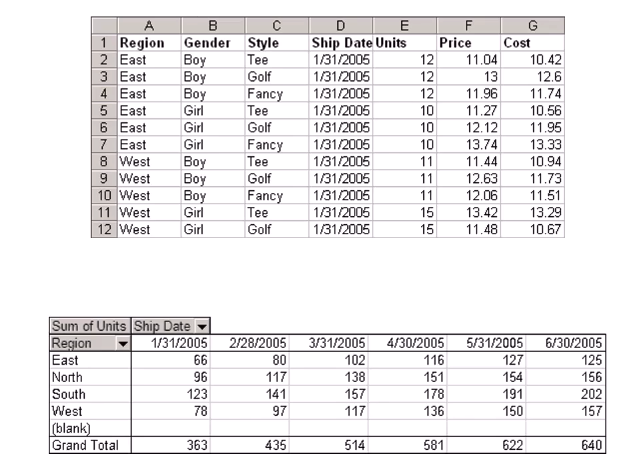 A B C D E F G
1 Region Gender Style Ship Date Units Price Cost
2 East Boy Tee 1/31/2005 12 11.04 10.42
3 East Boy Golf 1/31/2005 12 13 12.6
4 East Boy Fancy 1/31/2005 12 11.96 11.74
5 East Girl Tee 1/31/2005 10 11.27 10.56
6 East Girl Golf 1/31/2005 10 12.12 11.95
7 East Girl Fancy 1/31/2005 10 13.74 13.33
8 West Boy Tee 1/31/2005 11 11.44 10.94
9 West Boy Golf 1/31/2005 11 12.63 11.73
10 West Boy Fancy 1/31/2005 11 12.06 11.51
11 West Girl Tee 1/31/2005 15 13.42 13.29
12 West Girl Golf 1/31/2005 15 11.48 10.67
Sum of Units Ship Date
Region 1/31/2005 2/28/2005 3/31/2005 4/30/2005 5/31/2005 6/30/2005
East 66 80 102 116 127 125
North 96 117 138 151 154 156
South 123 141 157 178 191 202
West 78 97 117 136 150 157
(blank)
Grand Total 363 435 514 581 622 640